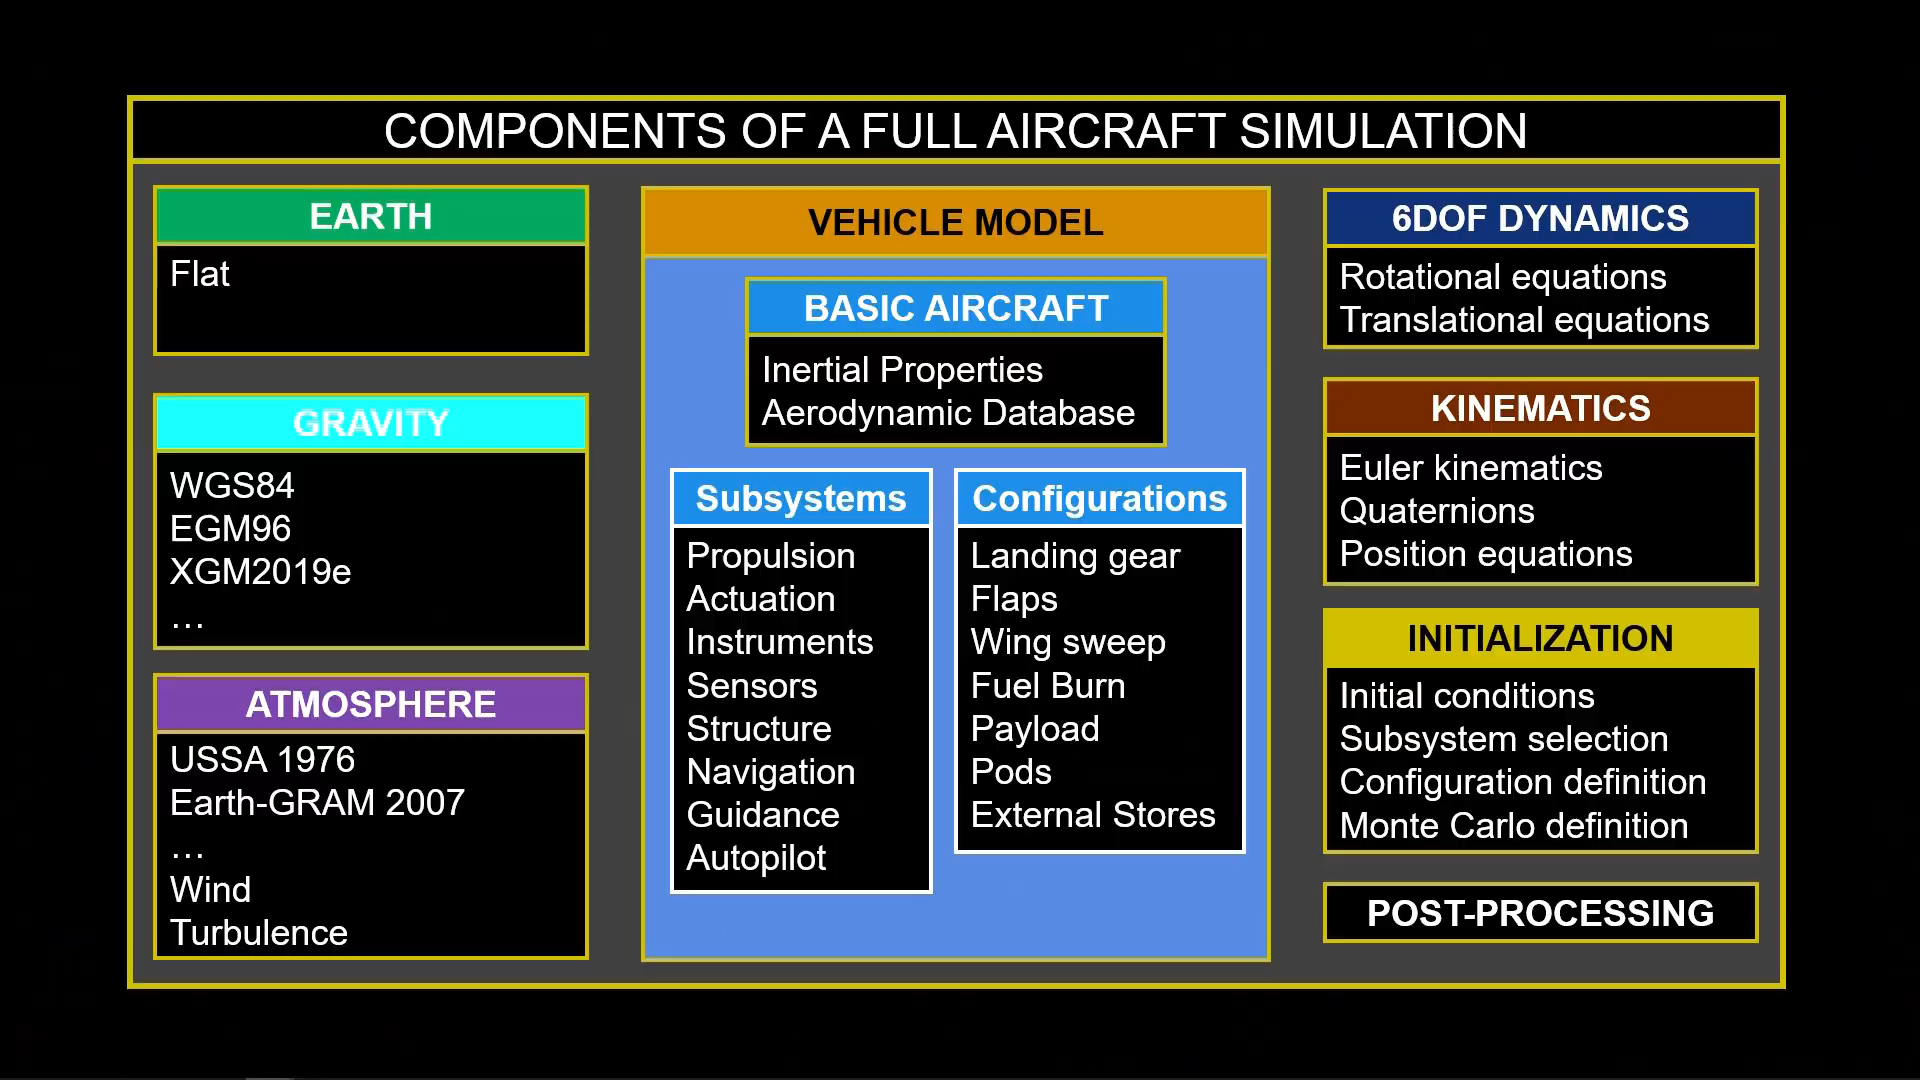 COMPONENTS OF A FULL AIRCRAFT SIMULATION
EARTH
Flat
GRAVITY
WGS84
EGM96
XGM2019e
…
ATMOSPHERE
USSA 1976
Earth-GRAM 2007
…
Wind
Turbulence
VEHICLE MODEL
BASIC AIRCRAFT
Inertial Properties
Aerodynamic Database
Subsystems
Propulsion
Actuation
Instruments
Sensors
Structure
Navigation
Guidance
Autopilot
Configurations
Landing gear
Flaps
Wing sweep
Fuel Burn
Payload
Pods
External Stores
6DOF DYNAMICS
Rotational equations
Translational equations
KINEMATICS
Euler kinematics
Quaternions
Position equations
INITIALIZATION
Initial conditions
Subsystem selection
Configuration definition
Monte Carlo definition
POST-PROCESSING